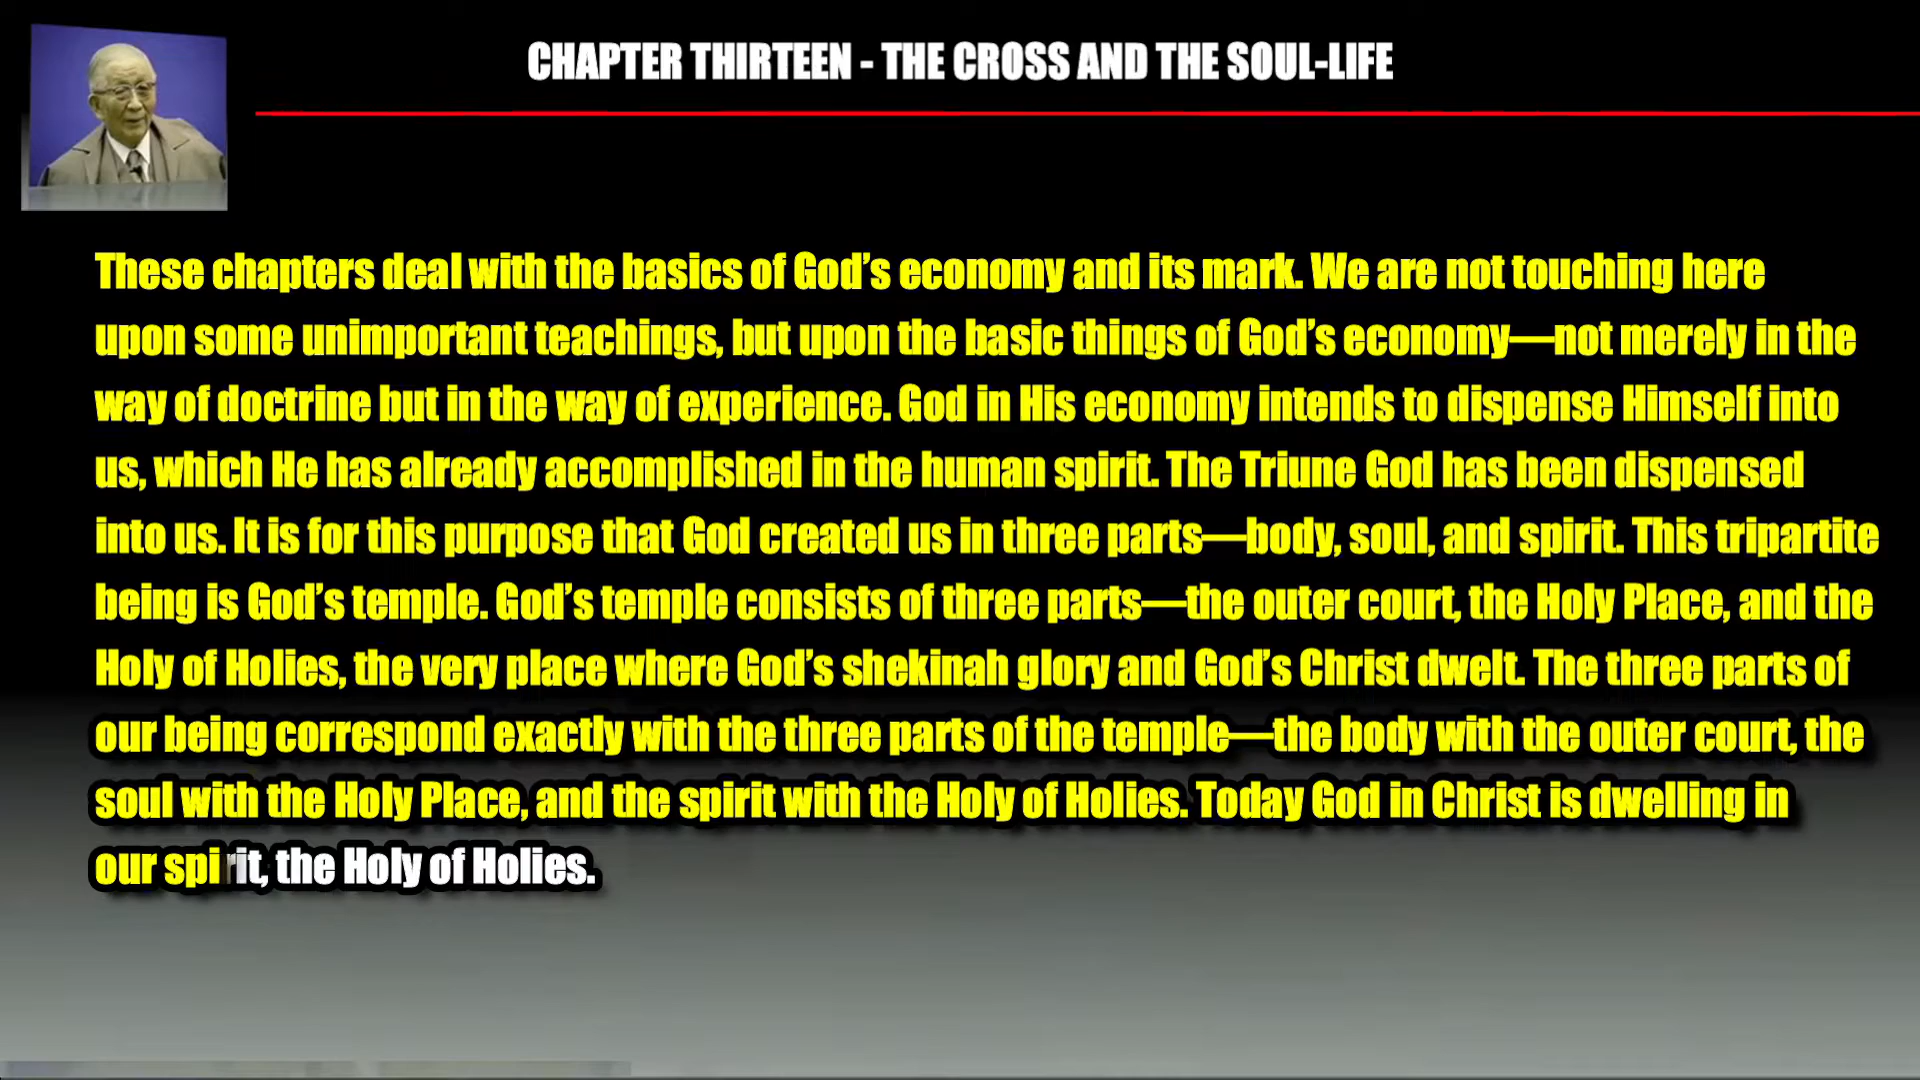 CHAPTER THIRTEEN - THE CROSS AND THE SOUL-LIFE
These chapters deal with the basics of God’s economy and its mark. We are not touching here
upon some unimportant teachings, but upon the basic things of God’s economy—not merely in the
way of doctrine but in the way of experience. God in His economy intends to dispense Himself into
us, which He has already accomplished in the human spirit. The Triune God has been dispensed
into us. It is for this purpose that God created us in three parts—body, soul, and spirit. This tripartite
being is God’s temple. God’s temple consists of three parts—the outer court, the Holy Place, and the
Holy of Holies, the very place where God’s shekinah glory and God’s Christ dwelt. The three parts of
our being correspond exactly with the three parts of the temple—the body with the outer court, the
soul with the Holy Place, and the spirit with the Holy of Holies. Today God in Christ is dwelling in
our spirit, the Holy of Holies.